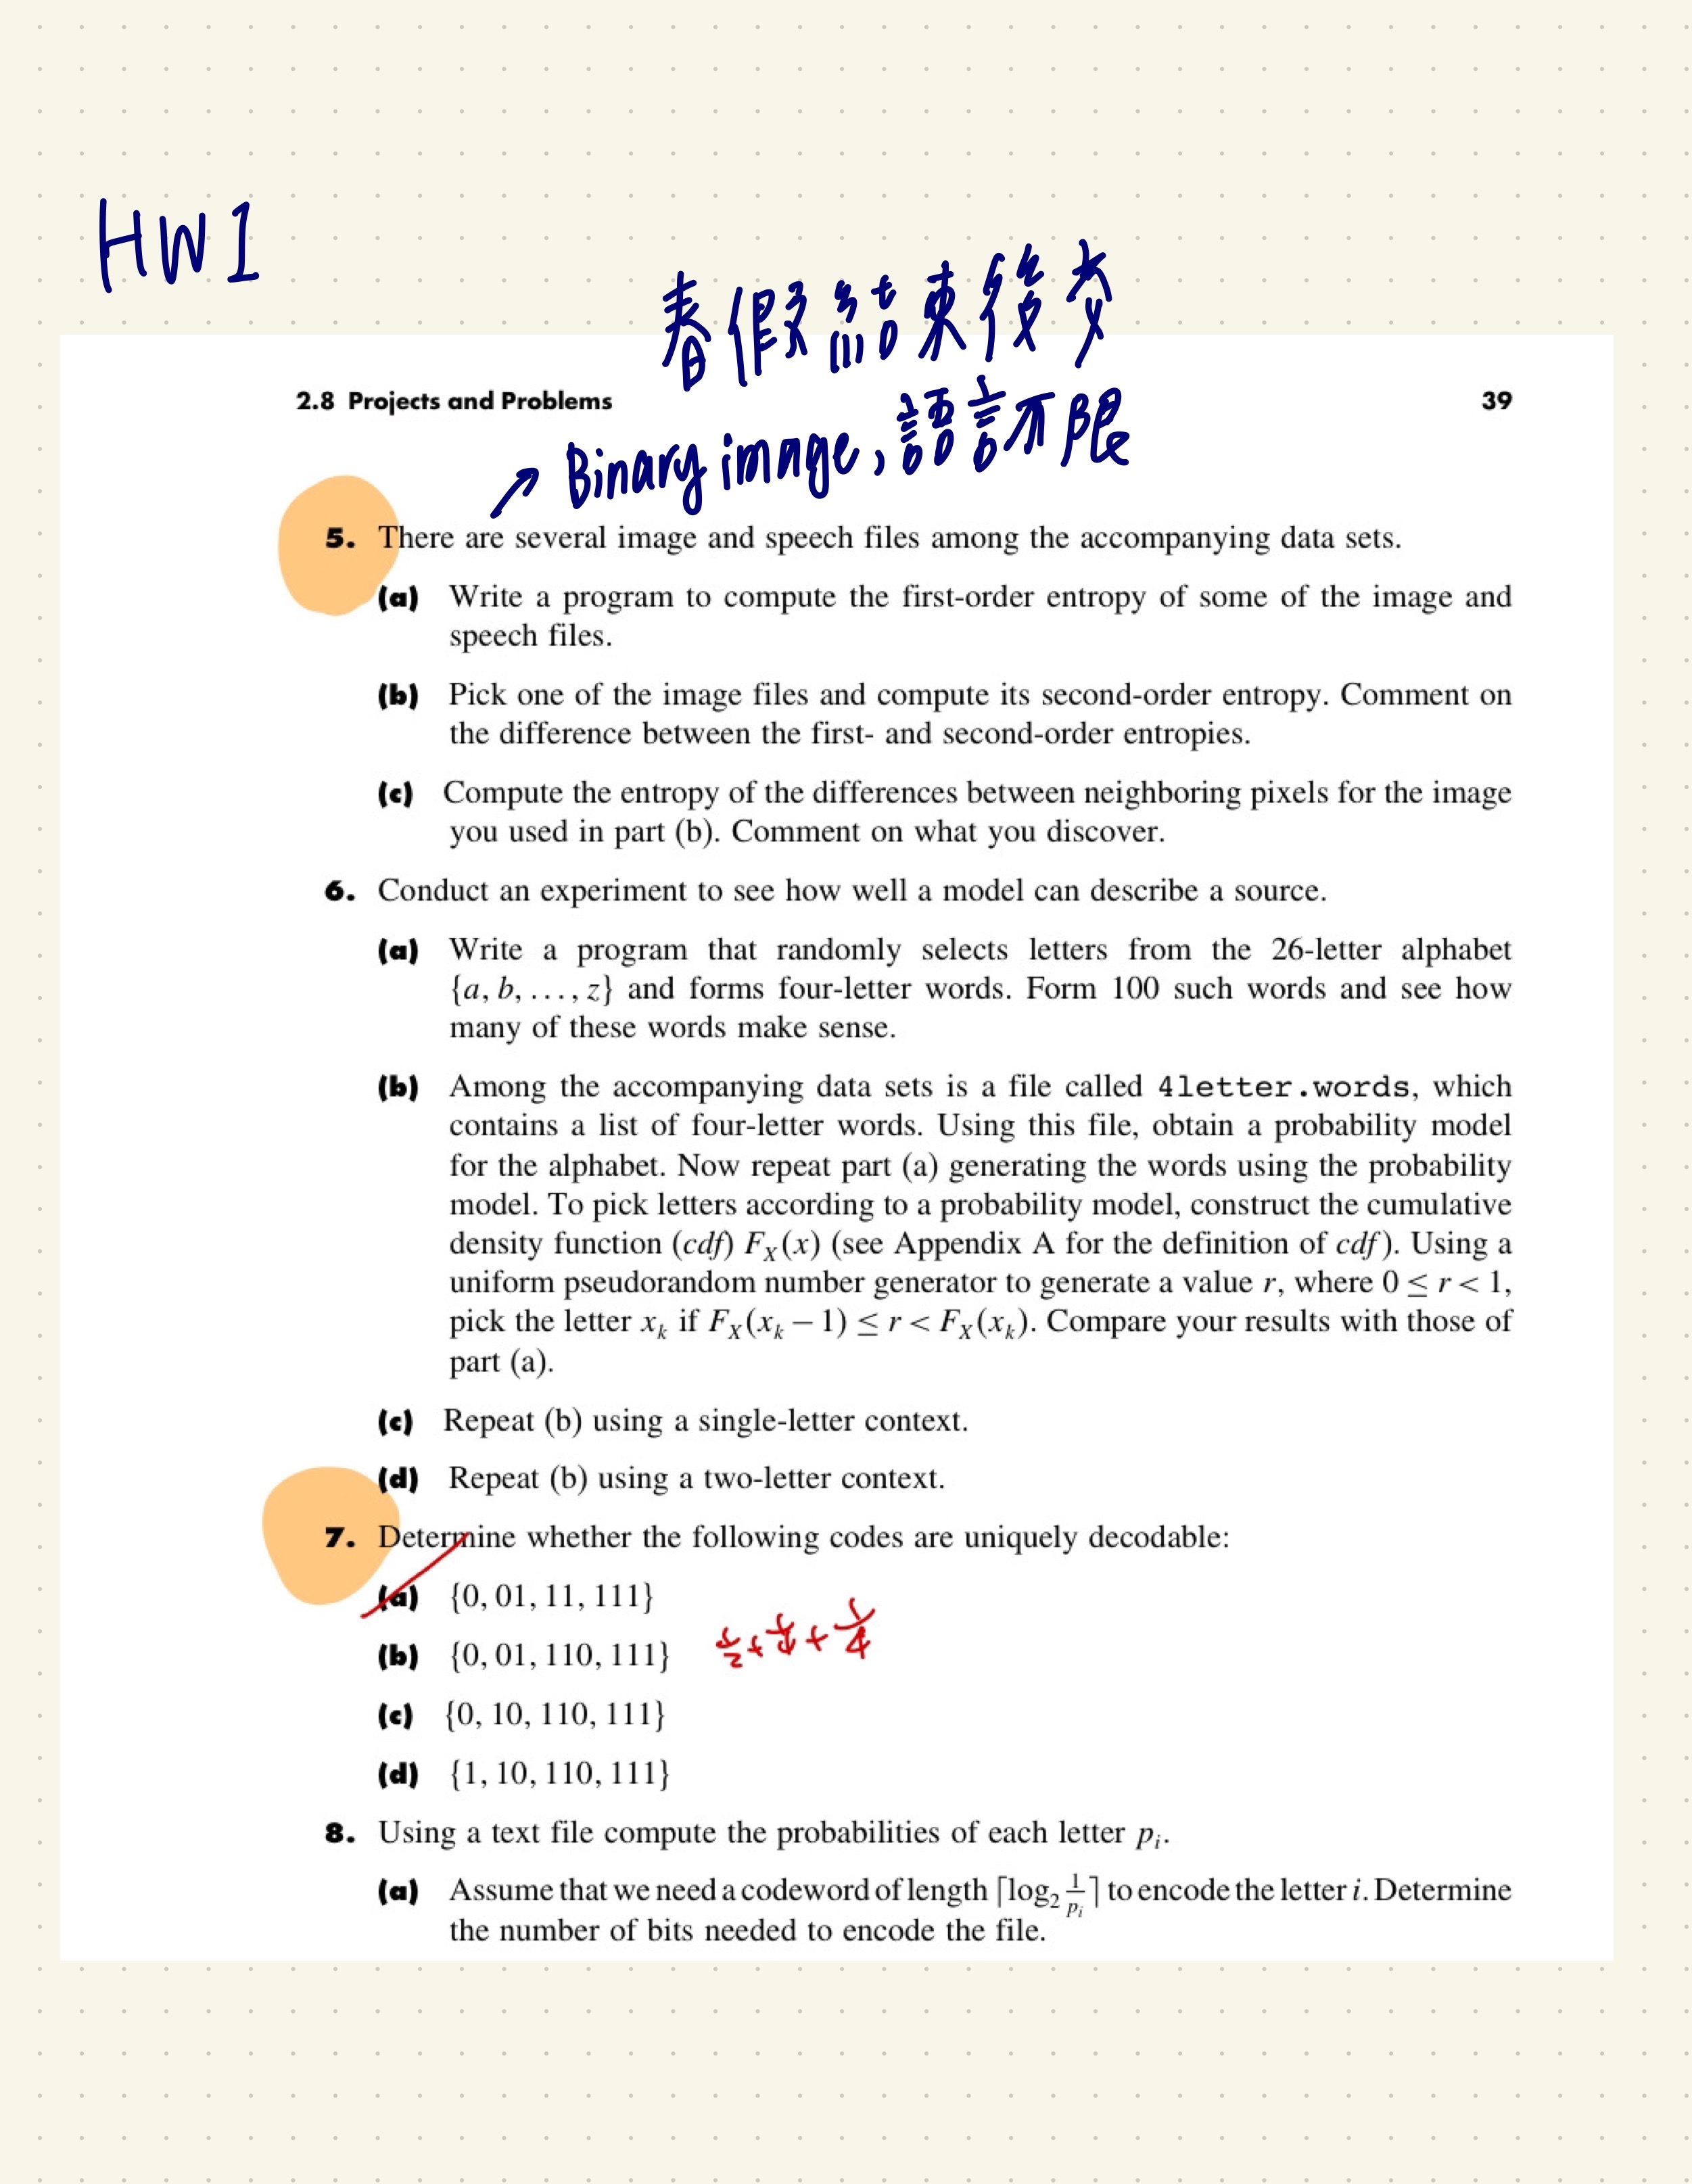 HW1
春假結束後交
2.8 Projects and Problems 39
Binary image, 語言不限
5. There are several image and speech files among the accompanying data sets.
(a) Write a program to compute the first-order entropy of some of the image and
speech files.
(b) Pick one of the image files and compute its second-order entropy. Comment on
the difference between the first- and second-order entropies.
(c) Compute the entropy of the differences between neighboring pixels for the image
you used in part (b). Comment on what you discover.
6. Conduct an experiment to see how well a model can describe a source.
(a) Write a program that randomly selects letters from the 26-letter alphabet
{a, b, . . . , z} and forms four-letter words. Form 100 such words and see how
many of these words make sense.
(b) Among the accompanying data sets is a file called 4letter.words, which
contains a list of four-letter words. Using this file, obtain a probability model
for the alphabet. Now repeat part (a) generating the words using the probability
model. To pick letters according to a probability model, construct the cumulative
density function (cdf) F_X(x) (see Appendix A for the definition of cdf). Using a
uniform pseudorandom number generator to generate a value r, where 0 ≤ r < 1,
pick the letter x_k if F_X(x_k − 1) ≤ r < F_X(x_k). Compare your results with those of
part (a).
(c) Repeat (b) using a single-letter context.
(d) Repeat (b) using a two-letter context.
7. Determine whether the following codes are uniquely decodable:
(a) {0, 01, 11, 111}
(b) {0, 01, 110, 111} 1/2 + 1/4 + 1/4
(c) {0, 10, 110, 111}
(d) {1, 10, 110, 111}
8. Using a text file compute the probabilities of each letter p_i.
(a) Assume that we need a codeword of length ⌈log₂ 1/p_i⌉ to encode the letter i. Determine
the number of bits needed to encode the file.